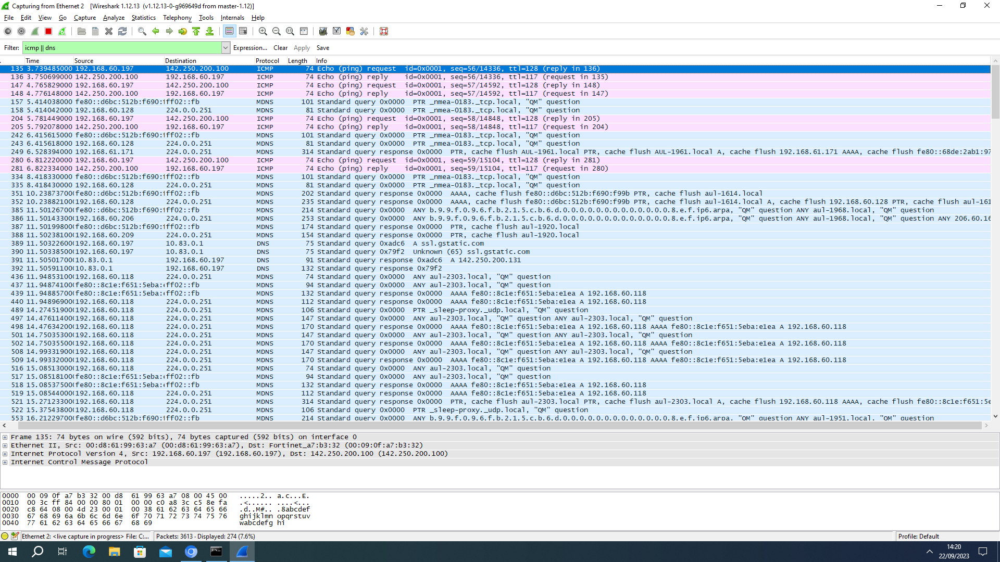 Capturing from Ethernet 2 [Wireshark 1.12.13 (v1.12.13-0-g969649d from master-1.12)]
File Edit View Go Capture Analyze Statistics Telephony Tools Internals Help
Filter: icmp || dns Expression... Clear Apply Save
. Time Source Destination Protocol Length Info
135 3.739485000 192.168.60.197 142.250.200.100 ICMP 74 Echo (ping) request id=0x0001, seq=56/14336, ttl=128 (reply in 136)
136 3.750699000 142.250.200.100 192.168.60.197 ICMP 74 Echo (ping) reply id=0x0001, seq=56/14336, ttl=117 (request in 135)
147 4.765829000 192.168.60.197 142.250.200.100 ICMP 74 Echo (ping) request id=0x0001, seq=57/14592, ttl=128 (reply in 148)
148 4.776148000 142.250.200.100 192.168.60.197 ICMP 74 Echo (ping) reply id=0x0001, seq=57/14592, ttl=117 (request in 147)
157 5.414038000 fe80::d6bc:512b:f690:f ff02::fb MDNS 101 Standard query 0x0000 PTR _nmea-0183._tcp.local, "QM" question
158 5.414042000 192.168.60.128 224.0.0.251 MDNS 81 Standard query 0x0000 PTR _nmea-0183._tcp.local, "QM" question
204 5.781449000 192.168.60.197 142.250.200.100 ICMP 74 Echo (ping) request id=0x0001, seq=58/14848, ttl=128 (reply in 205)
205 5.792078000 142.250.200.100 192.168.60.197 ICMP 74 Echo (ping) reply id=0x0001, seq=58/14848, ttl=117 (request in 204)
242 6.415615000 fe80::d6bc:512b:f690:f ff02::fb MDNS 101 Standard query 0x0000 PTR _nmea-0183._tcp.local, "QM" question
243 6.415618000 192.168.60.128 224.0.0.251 MDNS 81 Standard query 0x0000 PTR _nmea-0183._tcp.local, "QM" question
249 6.528394000 192.168.61.171 224.0.0.251 MDNS 314 Standard query response 0x0000 PTR, cache flush AUL-1961.local PTR, cache flush AUL-1961.local A, cache flush 192.168.61.171 AAAA, cache flush fe80::68de:2ab1:97
280 6.812220000 192.168.60.197 142.250.200.100 ICMP 74 Echo (ping) request id=0x0001, seq=59/15104, ttl=128 (reply in 281)
281 6.822334000 142.250.200.100 192.168.60.197 ICMP 74 Echo (ping) reply id=0x0001, seq=59/15104, ttl=117 (request in 280)
334 8.418330000 fe80::d6bc:512b:f690:f ff02::fb MDNS 101 Standard query 0x0000 PTR _nmea-0183._tcp.local, "QM" question
335 8.418430000 192.168.60.128 224.0.0.251 MDNS 81 Standard query 0x0000 PTR _nmea-0183._tcp.local, "QM" question
351 10.23873700 fe80::d6bc:512b:f690:f ff02::fb MDNS 202 Standard query response 0x0000 AAAA, cache flush fe80::d6bc:512b:f690:f99b PTR, cache flush aul-1614.local
352 10.23882100 192.168.60.128 224.0.0.251 MDNS 235 Standard query response 0x0000 AAAA, cache flush aul-1614.local A, cache flush 192.168.60.128 PTR, cache flush aul-161
385 11.50126700 fe80::d6bc:512b:f690:f ff02::fb MDNS 214 Standard query 0x0000 ANY b.9.9.f.0.9.6.f.b.2.1.5.c.b.6.d.0.0.0.0.0.0.0.0.0.0.0.0.0.8.e.f.ip6.arpa, "QM" question ANY aul-1968.local, "QM" question
386 11.50143300 192.168.60.206 224.0.0.251 MDNS 253 Standard query 0x0000 ANY b.9.9.f.0.9.6.f.b.2.1.5.c.b.6.d.0.0.0.0.0.0.0.0.0.0.0.0.0.8.e.f.ip6.arpa, "QM" question ANY aul-1968.local, "QM" question ANY 206.60.16
387 11.50199800 fe80::d6bc:512b:f690:f ff02::fb MDNS 174 Standard query response 0x0000 PTR, cache flush aul-1920.local
388 11.50238100 192.168.60.209 224.0.0.251 MDNS 154 Standard query response 0x0000 PTR, cache flush aul-1920.local
389 11.50322600 192.168.60.197 10.83.0.1 DNS 75 Standard query 0xadc6 A ssl.gstatic.com
390 11.50338500 192.168.60.197 10.83.0.1 DNS 75 Standard query 0x79f2 Unknown (65) ssl.gstatic.com
391 11.50501700 10.83.0.1 192.168.60.197 DNS 91 Standard query response 0xadc6 A 142.250.200.131
392 11.50591100 10.83.0.1 192.168.60.197 DNS 132 Standard query response 0x79f2
436 11.94853100 192.168.60.118 224.0.0.251 MDNS 74 Standard query 0x0000 ANY aul-2303.local, "QM" question
437 11.94874100 fe80::8c1e:f651:5eba:e ff02::fb MDNS 94 Standard query 0x0000 ANY aul-2303.local, "QM" question
439 11.94885700 fe80::8c1e:f651:5eba:e ff02::fb MDNS 132 Standard query response 0x0000 AAAA fe80::8c1e:f651:5eba:e1ea A 192.168.60.118
440 11.94896900 192.168.60.118 224.0.0.251 MDNS 112 Standard query response 0x0000 AAAA fe80::8c1e:f651:5eba:e1ea A 192.168.60.118
489 14.27451900 192.168.60.118 224.0.0.251 MDNS 106 Standard query 0x0000 PTR _sleep-proxy._udp.local, "QM" question
497 14.47611400 192.168.60.118 224.0.0.251 MDNS 147 Standard query 0x0000 ANY aul-2303.local, "QM" question ANY aul-2303.local, "QM" question
498 14.47634200 192.168.60.118 224.0.0.251 MDNS 170 Standard query response 0x0000 AAAA fe80::8c1e:f651:5eba:e1ea A 192.168.60.118 AAAA fe80::8c1e:f651:5eba:e1ea A 192.168.60.118
501 14.75035300 192.168.60.118 224.0.0.251 MDNS 147 Standard query 0x0000 ANY aul-2303.local, "QM" question ANY aul-2303.local, "QM" question
502 14.75035500 192.168.60.118 224.0.0.251 MDNS 170 Standard query response 0x0000 AAAA fe80::8c1e:f651:5eba:e1ea A 192.168.60.118 AAAA fe80::8c1e:f651:5eba:e1ea A 192.168.60.118
508 14.99331900 192.168.60.118 224.0.0.251 MDNS 147 Standard query 0x0000 ANY aul-2303.local, "QM" question ANY aul-2303.local, "QM" question
509 14.99332000 192.168.60.118 224.0.0.251 MDNS 170 Standard query response 0x0000 AAAA fe80::8c1e:f651:5eba:e1ea A 192.168.60.118 AAAA fe80::8c1e:f651:5eba:e1ea A 192.168.60.118
516 15.08513000 192.168.60.118 224.0.0.251 MDNS 74 Standard query 0x0000 ANY aul-2303.local, "QM" question
517 15.08518100 fe80::8c1e:f651:5eba:e ff02::fb MDNS 94 Standard query 0x0000 ANY aul-2303.local, "QM" question
518 15.08537500 fe80::8c1e:f651:5eba:e ff02::fb MDNS 132 Standard query response 0x0000 AAAA fe80::8c1e:f651:5eba:e1ea A 192.168.60.118
519 15.08544000 192.168.60.118 224.0.0.251 MDNS 112 Standard query response 0x0000 AAAA fe80::8c1e:f651:5eba:e1ea A 192.168.60.118
521 15.27123300 192.168.60.118 224.0.0.251 MDNS 314 Standard query response 0x0000 PTR, cache flush aul-2303.local PTR, cache flush aul-2303.local A, cache flush 192.168.60.118 AAAA, cache flush fe80::8c1e:f651:5e
522 15.37543800 192.168.60.118 224.0.0.251 MDNS 106 Standard query 0x0000 PTR _sleep-proxy._udp.local, "QM" question
553 16.21229700 fe80::d6bc:512b:f690:f ff02::fb MDNS 214 Standard query 0x0000 ANY b.9.9.f.0.9.6.f.b.2.1.5.c.b.6.d.0.0.0.0.0.0.0.0.0.0.0.0.0.8.e.f.ip6.arpa, "QM" question ANY aul-1951.local, "QM" question
Frame 135: 74 bytes on wire (592 bits), 74 bytes captured (592 bits) on interface 0
Ethernet II, Src: 00:d8:61:99:63:a7 (00:d8:61:99:63:a7), Dst: Fortinet_a7:b3:32 (00:09:0f:a7:b3:32)
Internet Protocol Version 4, Src: 192.168.60.197 (192.168.60.197), Dst: 142.250.200.100 (142.250.200.100)
Internet Control Message Protocol
0000 00 09 0f a7 b3 32 00 d8 61 99 63 a7 08 00 45 00 .....2.. a.c...E.
0010 00 3c ff 84 00 00 80 01 00 00 c0 a8 3c c5 8e fa .<...... ....<...
0020 c8 64 08 00 4d 23 00 01 00 38 61 62 63 64 65 66 .d..M#.. .8abcdef
0030 67 68 69 6a 6b 6c 6d 6e 6f 70 71 72 73 74 75 76 ghijklmn opqrstuv
0040 77 61 62 63 64 65 66 67 68 69 wabcdefg hi
Ethernet 2: <live capture in progress> File: C:... Packets: 3613 · Displayed: 274 (7.6%) Profile: Default
14:20
22/09/2023